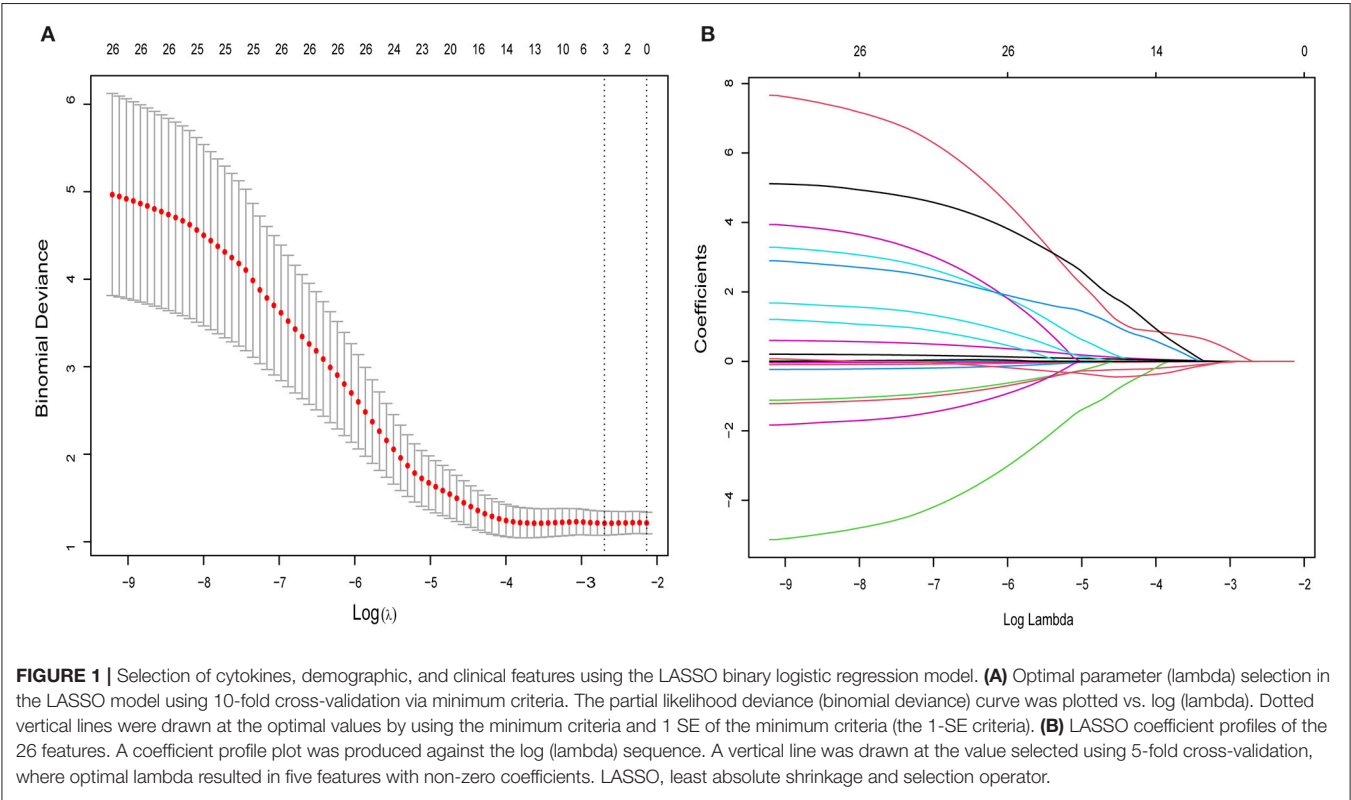 A
26 26 26 25 25 25 26 26 26 24 23 20 16 14 13 10 6 3 2 0
6
5
4
3
2
1
Binomial Deviance
-9 -8 -7 -6 -5 -4 -3 -2
Log(λ)
B
26 26 14 0
8
6
4
2
0
-2
-4
Coefficients
-9 -8 -7 -6 -5 -4 -3 -2
Log Lambda
FIGURE 1 | Selection of cytokines, demographic, and clinical features using the LASSO binary logistic regression model. (A) Optimal parameter (lambda) selection in
the LASSO model using 10-fold cross-validation via minimum criteria. The partial likelihood deviance (binomial deviance) curve was plotted vs. log (lambda). Dotted
vertical lines were drawn at the optimal values by using the minimum criteria and 1 SE of the minimum criteria (the 1-SE criteria). (B) LASSO coefficient profiles of the
26 features. A coefficient profile plot was produced against the log (lambda) sequence. A vertical line was drawn at the value selected using 5-fold cross-validation,
where optimal lambda resulted in five features with non-zero coefficients. LASSO, least absolute shrinkage and selection operator.